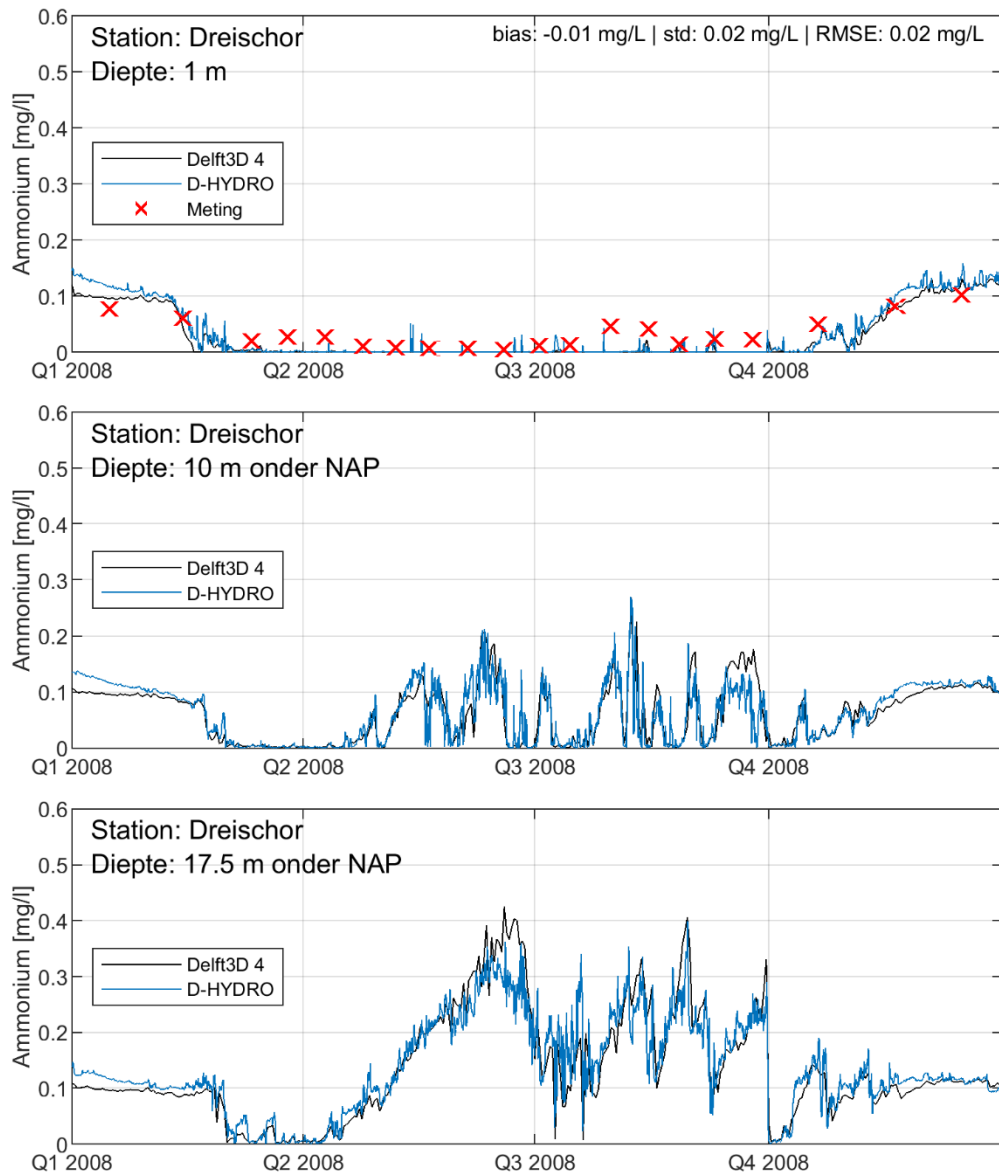 Station: Dreischor
bias: -0.01 mg/L | std: 0.02 mg/L | RMSE: 0.02 mg/L
Diepte: 1 m
Ammonium [mg/l]
0.6
0.5
0.4
0.3
0.2
0.1
0
Delft3D 4
D-HYDRO
Meting
Q1 2008
Q2 2008
Q3 2008
Q4 2008
Station: Dreischor
Diepte: 10 m onder NAP
Ammonium [mg/l]
0.6
0.5
0.4
0.3
0.2
0.1
0
Delft3D 4
D-HYDRO
Q1 2008
Q2 2008
Q3 2008
Q4 2008
Station: Dreischor
Diepte: 17.5 m onder NAP
Ammonium [mg/l]
0.6
0.5
0.4
0.3
0.2
0.1
0
Delft3D 4
D-HYDRO
Q1 2008
Q2 2008
Q3 2008
Q4 2008